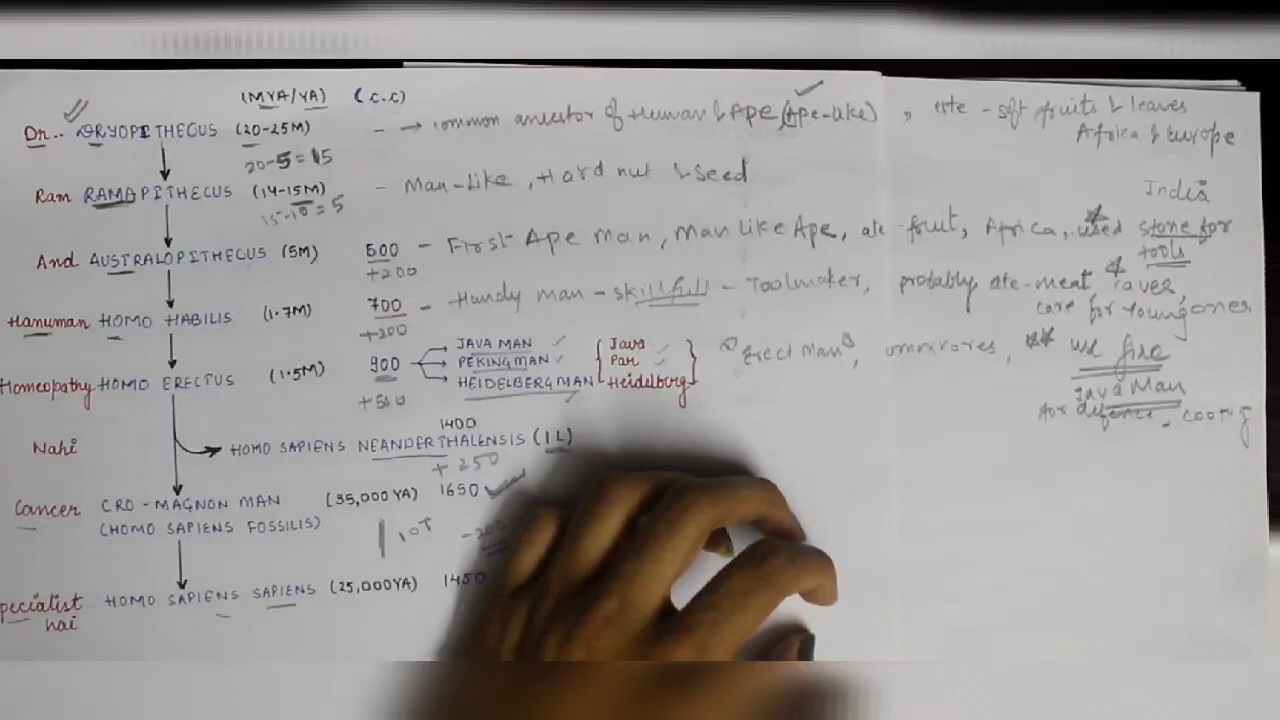 (MYA/YA) (C.C)
Dr.. DRYOPITHECUS (20-25M) - → common ancestor of Human & APE (Ape-like) , ate - soft fruits & leaves
Africa & Europe
20-5=15
Ram RAMAPITHECUS (14-15M) - Man-Like , Hard nut & Seed
India
15-10=5
And AUSTRALOPITHECUS (5M) 500 - First Ape Man, Man like Ape, ate fruit, Africa, used stone for
tools
+200
Hanuman HOMO HABILIS (1.7M) 700 - Handy man - skillfull - Toolmaker, probably ate-meat caves,
care for young ones
+200
Homeopathy HOMO ERECTUS (1.5M) 900
JAVA MAN Java
PEKING MAN Par
HEIDELBERG MAN Heidelberg
"Erect Man", omnivores, use fire
Java Man
for defence - cooking
+500
1400
Nahi HOMO SAPIENS NEANDERTHALENSIS (1L)
+ 250
Cancer CRO-MAGNON MAN (35,000YA) 1650
(HOMO SAPIENS FOSSILIS)
-200
pecialist HOMO SAPIENS SAPIENS (25,000YA) 1450
hai